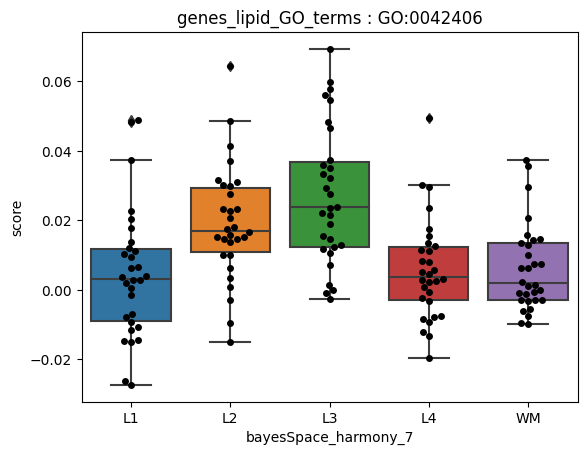 genes_lipid_GO_terms : GO:0042406
score
0.06
0.04
0.02
0.00
−0.02
L1 L2 L3 L4 WM
bayesSpace_harmony_7